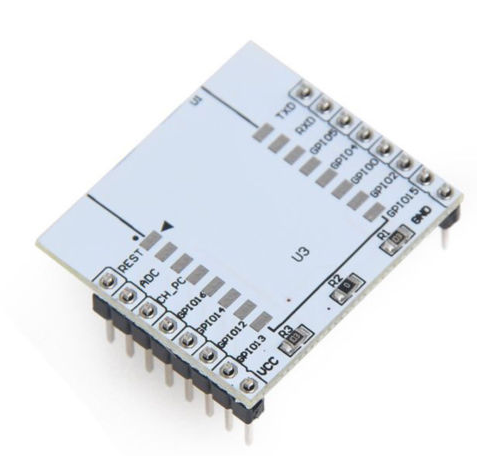 U1
TXD
RXD
GPIO5
GPIO4
GPIO0
GPIO2
GPIO15
GND
U3
R1
R2
R3
REST
ADC
CH_PC
GPIO16
GPIO14
GPIO12
GPIO13
VCC